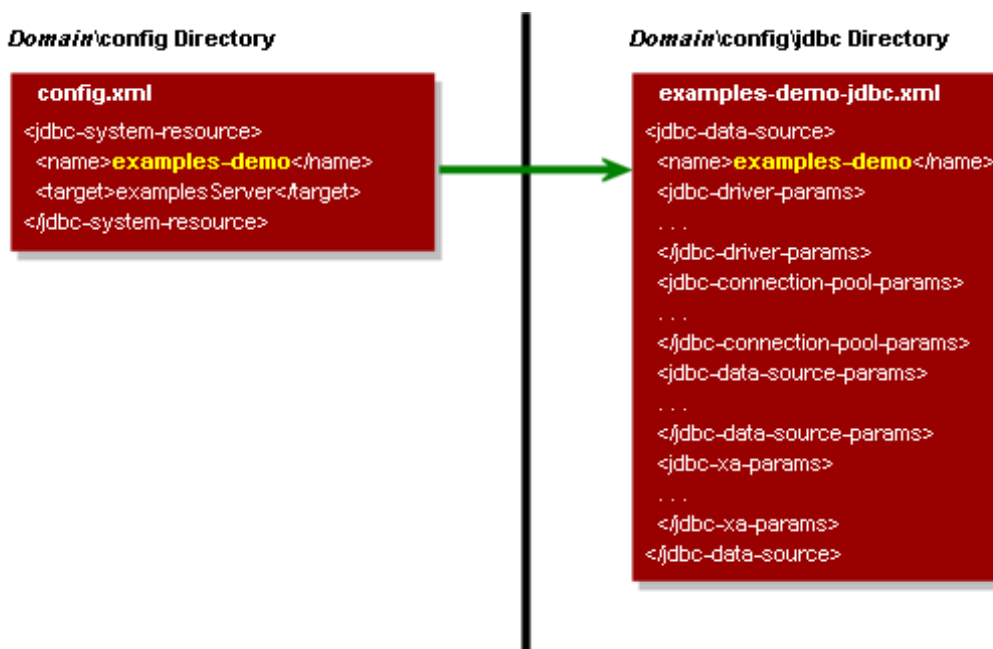 Domain\config Directory
config.xml
<jdbc-system-resource>
<name>examples-demo</name>
<target>examplesServer</target>
</jdbc-system-resource>
Domain\config\jdbc Directory
examples-demo-jdbc.xml
<jdbc-data-source>
<name>examples-demo</name>
<jdbc-driver-params>
. . .
</jdbc-driver-params>
<jdbc-connection-pool-params>
. . .
</jdbc-connection-pool-params>
<jdbc-data-source-params>
. . .
</jdbc-data-source-params>
<jdbc-xa-params>
. . .
</jdbc-xa-params>
</jdbc-data-source>